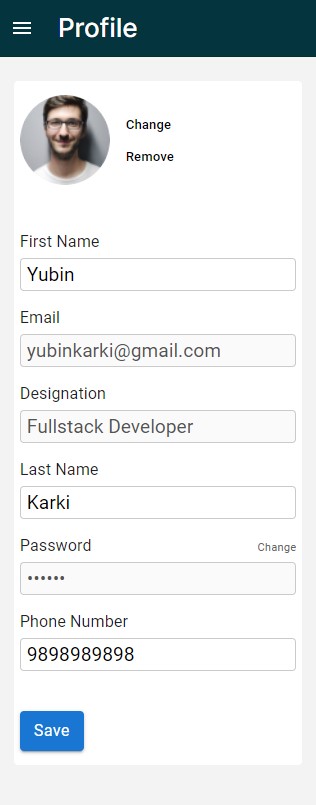 Profile
Change
Remove
First Name
Yubin
Email
yubinkarki@gmail.com
Designation
Fullstack Developer
Last Name
Karki
Password Change
••••••
Phone Number
9898989898
Save